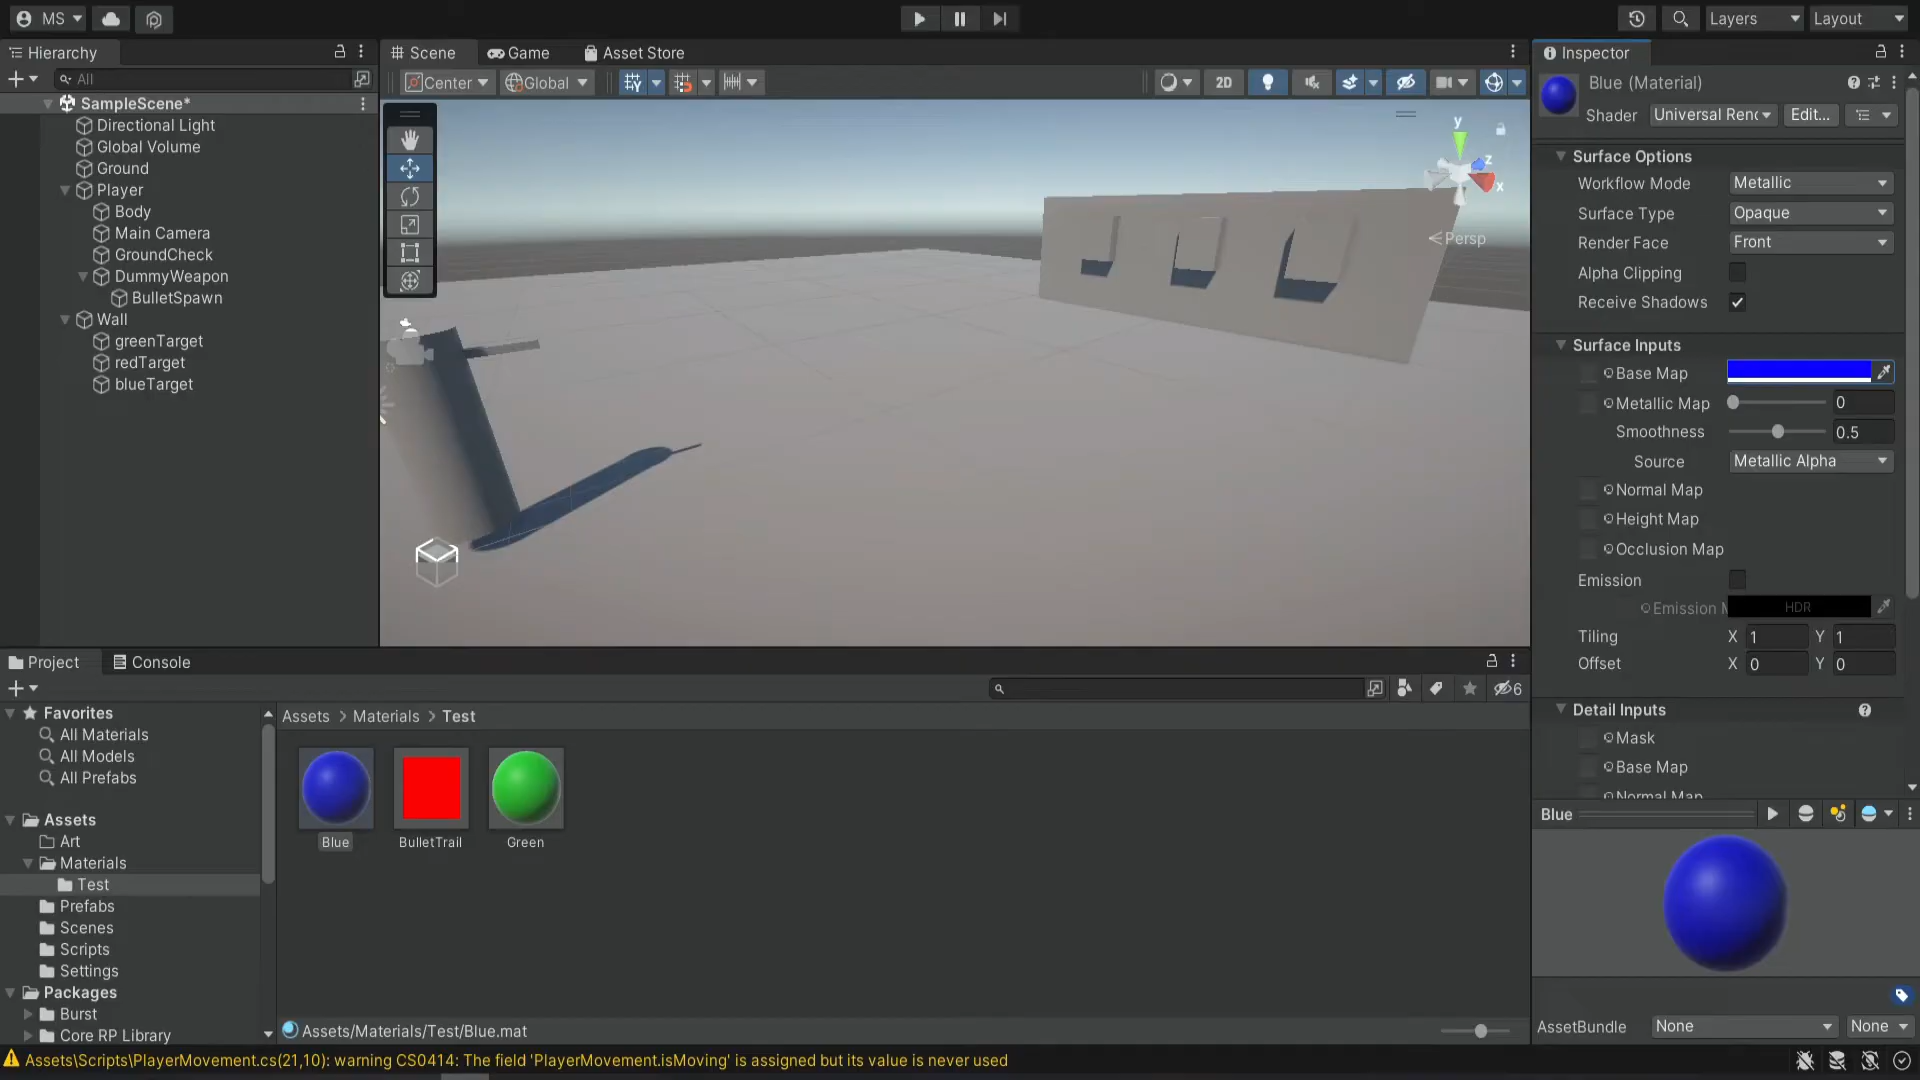 MS
Layers
Layout
Hierarchy
All
SampleScene*
Directional Light
Global Volume
Ground
Player
Body
Main Camera
GroundCheck
DummyWeapon
BulletSpawn
Wall
greenTarget
redTarget
blueTarget
Scene
Game
Asset Store
Center
Global
2D
y
z
x
Persp
Inspector
Blue (Material)
Shader
Universal Ren
Edit...
Surface Options
Workflow Mode
Metallic
Surface Type
Opaque
Render Face
Front
Alpha Clipping
Receive Shadows
Surface Inputs
Base Map
Metallic Map
0
Smoothness
0.5
Source
Metallic Alpha
Normal Map
Height Map
Occlusion Map
Emission
Emission
HDR
Tiling
X 1 Y 1
Offset
X 0 Y 0
Detail Inputs
Mask
Base Map
Normal Map
Blue
AssetBundle
None
None
Project
Console
6
Favorites
All Materials
All Models
All Prefabs
Assets
Art
Materials
Test
Prefabs
Scenes
Scripts
Settings
Packages
Burst
Core RP Library
Assets > Materials > Test
Blue
BulletTrail
Green
Assets/Materials/Test/Blue.mat
Assets\Scripts\PlayerMovement.cs(21,10): warning CS0414: The field 'PlayerMovement.isMoving' is assigned but its value is never used